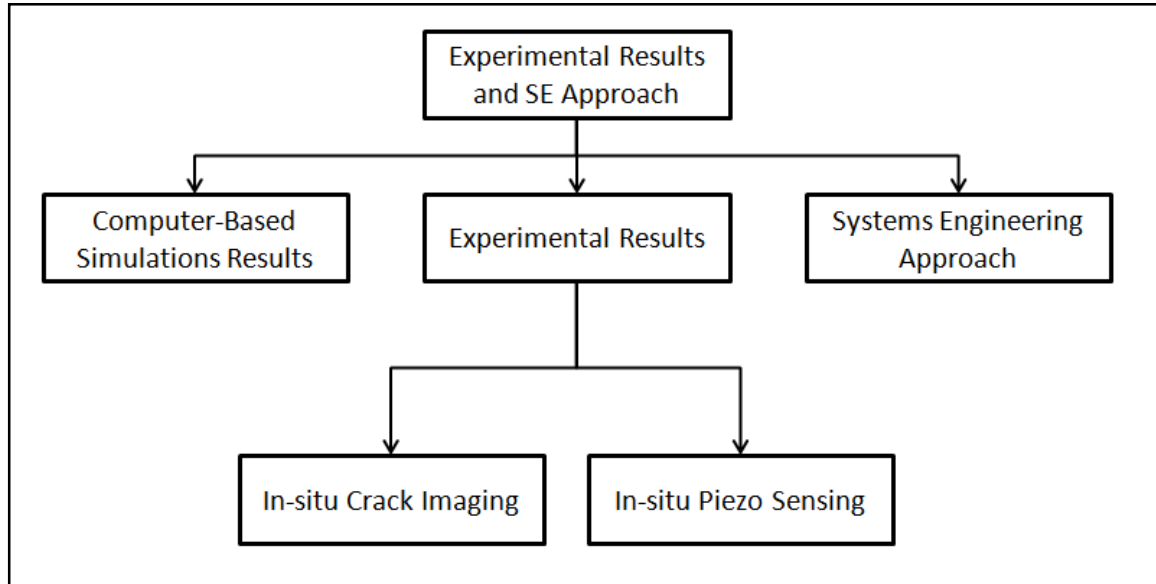 Experimental Results
and SE Approach
Computer-Based
Simulations Results
Experimental Results
Systems Engineering
Approach
In-situ Crack Imaging
In-situ Piezo Sensing